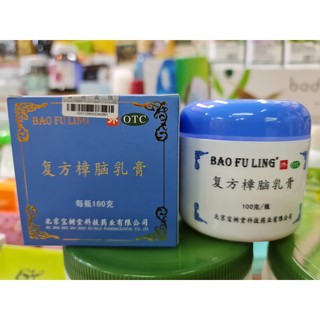 BAO FU LING OTC
复方樟脑乳膏
每瓶100克
北京宝树堂科技药业有限公司
BAO FU LING
复方樟脑乳膏
100克/瓶
北京宝树堂科技药业有限公司